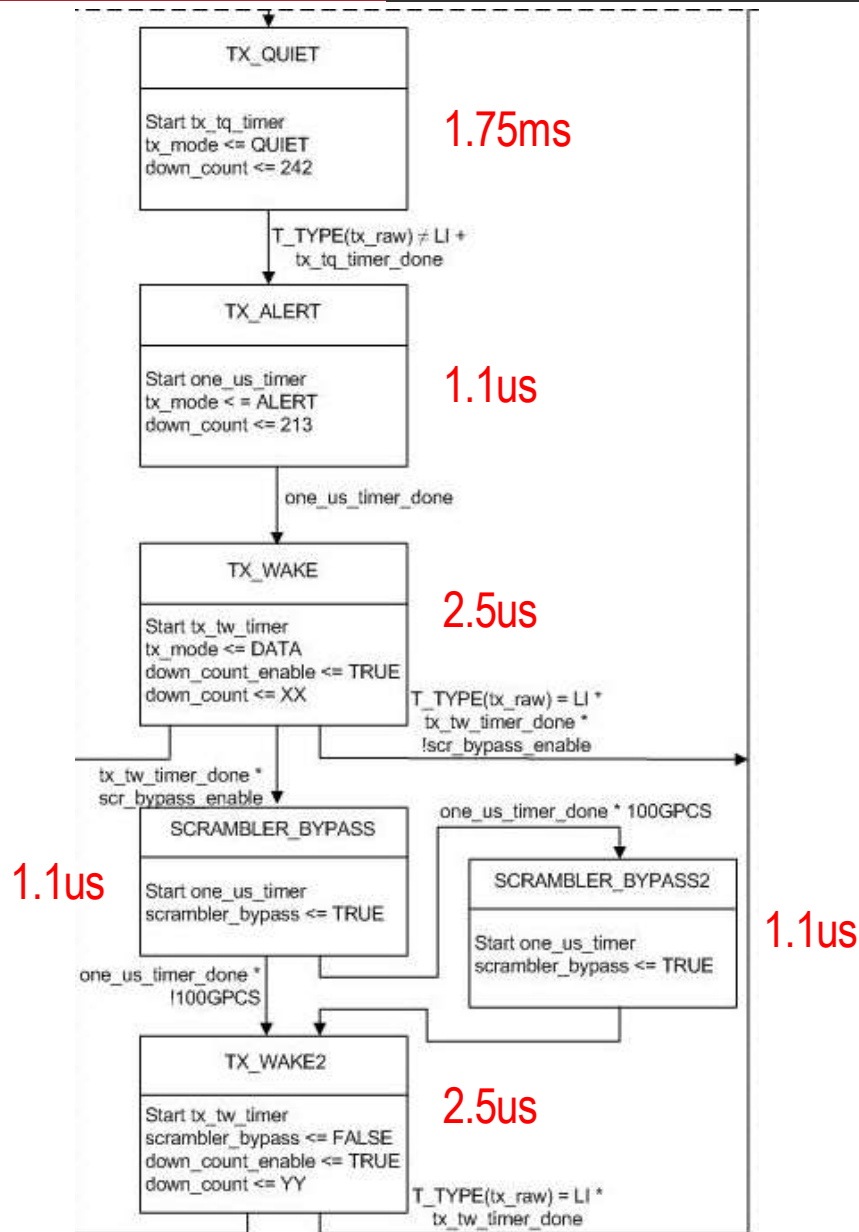 TX_QUIET
Start tx_tq_timer
tx_mode <= QUIET
down_count <= 242
1.75ms
T_TYPE(tx_raw) ≠ LI +
tx_tq_timer_done
TX_ALERT
Start one_us_timer
tx_mode < = ALERT
down_count <= 213
1.1us
one_us_timer_done
TX_WAKE
Start tx_tw_timer
tx_mode <= DATA
down_count_enable <= TRUE
down_count <= XX
2.5us
T_TYPE(tx_raw) = LI *
tx_tw_timer_done *
!scr_bypass_enable
tx_tw_timer_done *
scr_bypass_enable
SCRAMBLER_BYPASS
Start one_us_timer
scrambler_bypass <= TRUE
1.1us
one_us_timer_done * 100GPCS
SCRAMBLER_BYPASS2
Start one_us_timer
scrambler_bypass <= TRUE
1.1us
one_us_timer_done *
!100GPCS
TX_WAKE2
Start tx_tw_timer
scrambler_bypass <= FALSE
down_count_enable <= TRUE
down_count <= YY
2.5us
T_TYPE(tx_raw) = LI *
tx_tw_timer_done